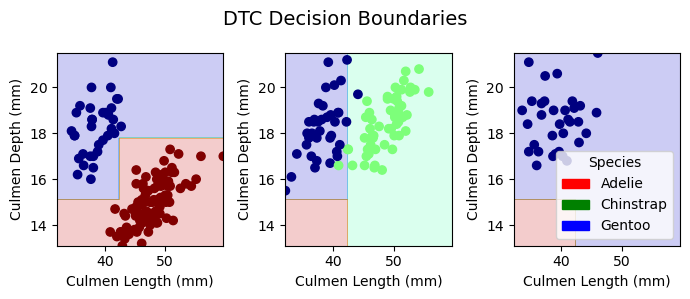 DTC Decision Boundaries
Culmen Depth (mm)
20
18
16
14
40
50
Culmen Length (mm)
Culmen Depth (mm)
20
18
16
14
40
50
Culmen Length (mm)
Culmen Depth (mm)
20
18
16
14
40
50
Culmen Length (mm)
Species
Adelie
Chinstrap
Gentoo